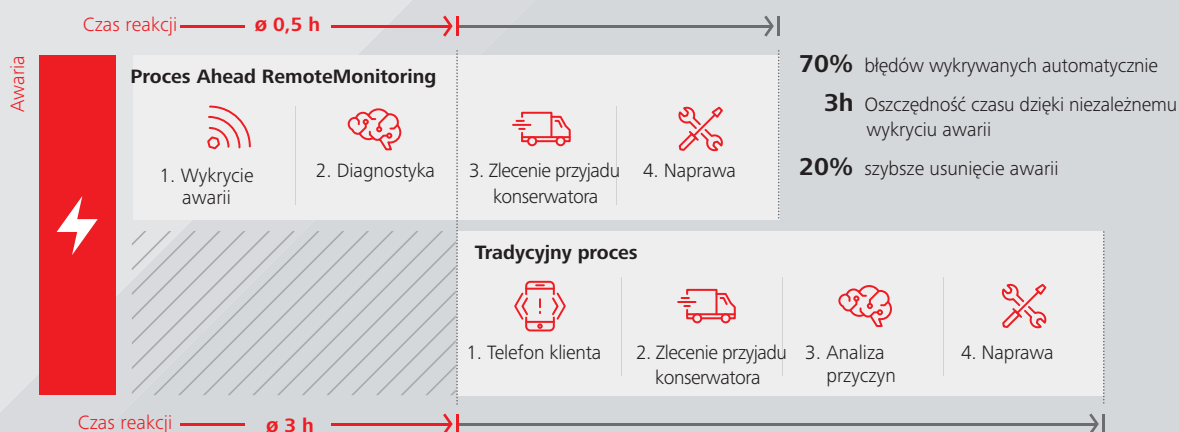 Czas reakcji
ø 0,5 h
Awaria
Proces Ahead RemoteMonitoring
1. Wykrycie
awarii
2. Diagnostyka
3. Zlecenie przyjadu
konserwatora
4. Naprawa
70% błędów wykrywanych automatycznie
3h Oszczędność czasu dzięki niezależnemu
wykryciu awarii
20% szybsze usunięcie awarii
Tradycyjny proces
1. Telefon klienta
2. Zlecenie przyjadu
konserwatora
3. Analiza
przyczyn
4. Naprawa
Czas reakcji
ø 3 h